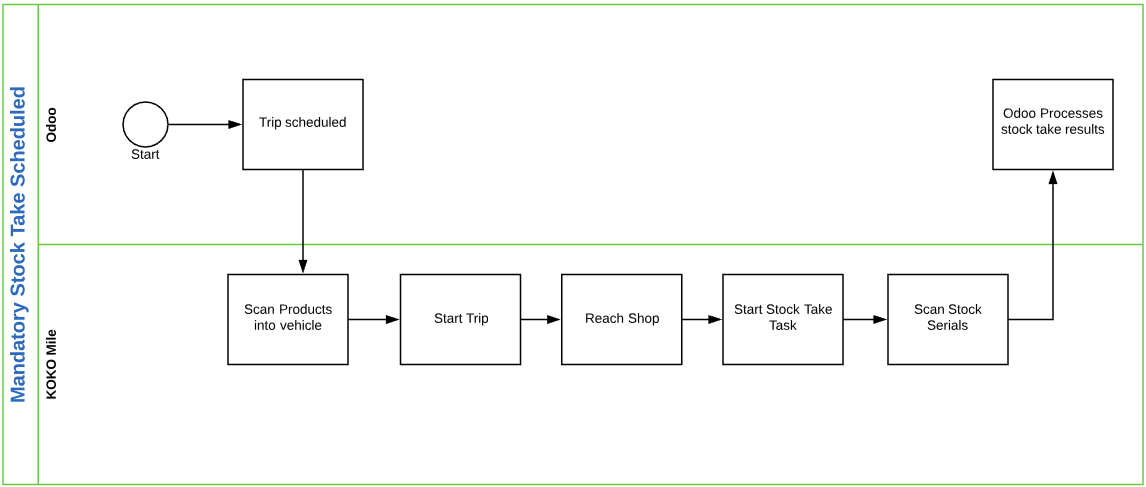 Mandatory Stock Take Scheduled
Odoo
Start
Trip scheduled
Odoo Processes
stock take results
KOKO Mile
Scan Products
into vehicle
Start Trip
Reach Shop
Start Stock Take
Task
Scan Stock
Serials